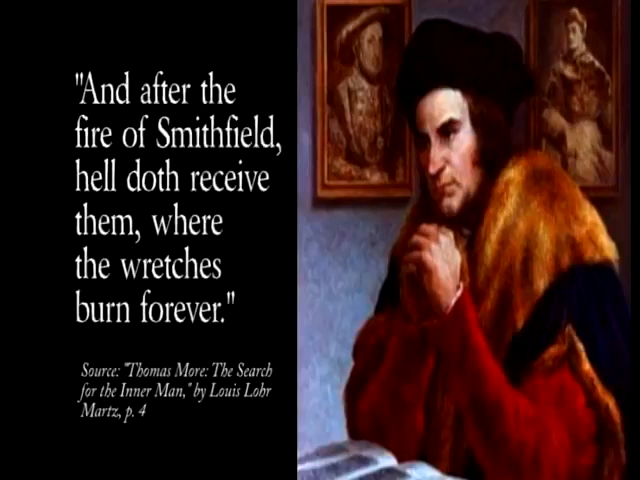 "And after the
fire of Smithfield,
hell doth receive
them, where
the wretches
burn forever."
Source: "Thomas More: The Search
for the Inner Man," by Louis Lohr
Martz, p. 4